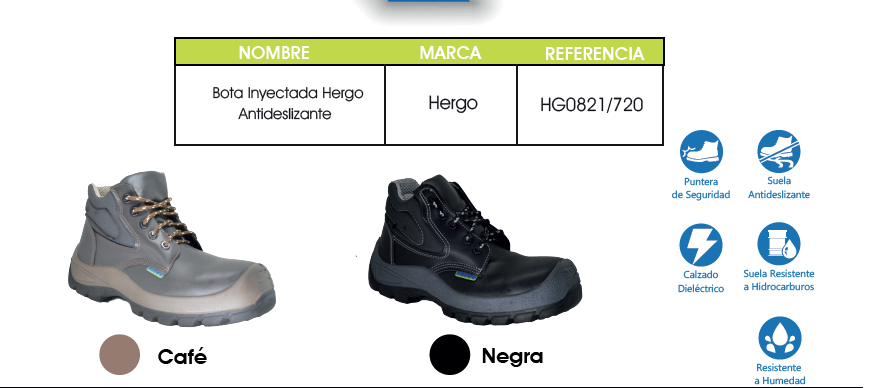 NOMBRE MARCA REFERENCIA
Bota Inyectada Hergo
Antideslizante
Hergo
HG0821/720
Puntera
de Seguridad
Suela
Antideslizante
Calzado
Dieléctrico
Suela Resistente
a Hidrocarburos
Resistente
a Humedad
Café
Negra